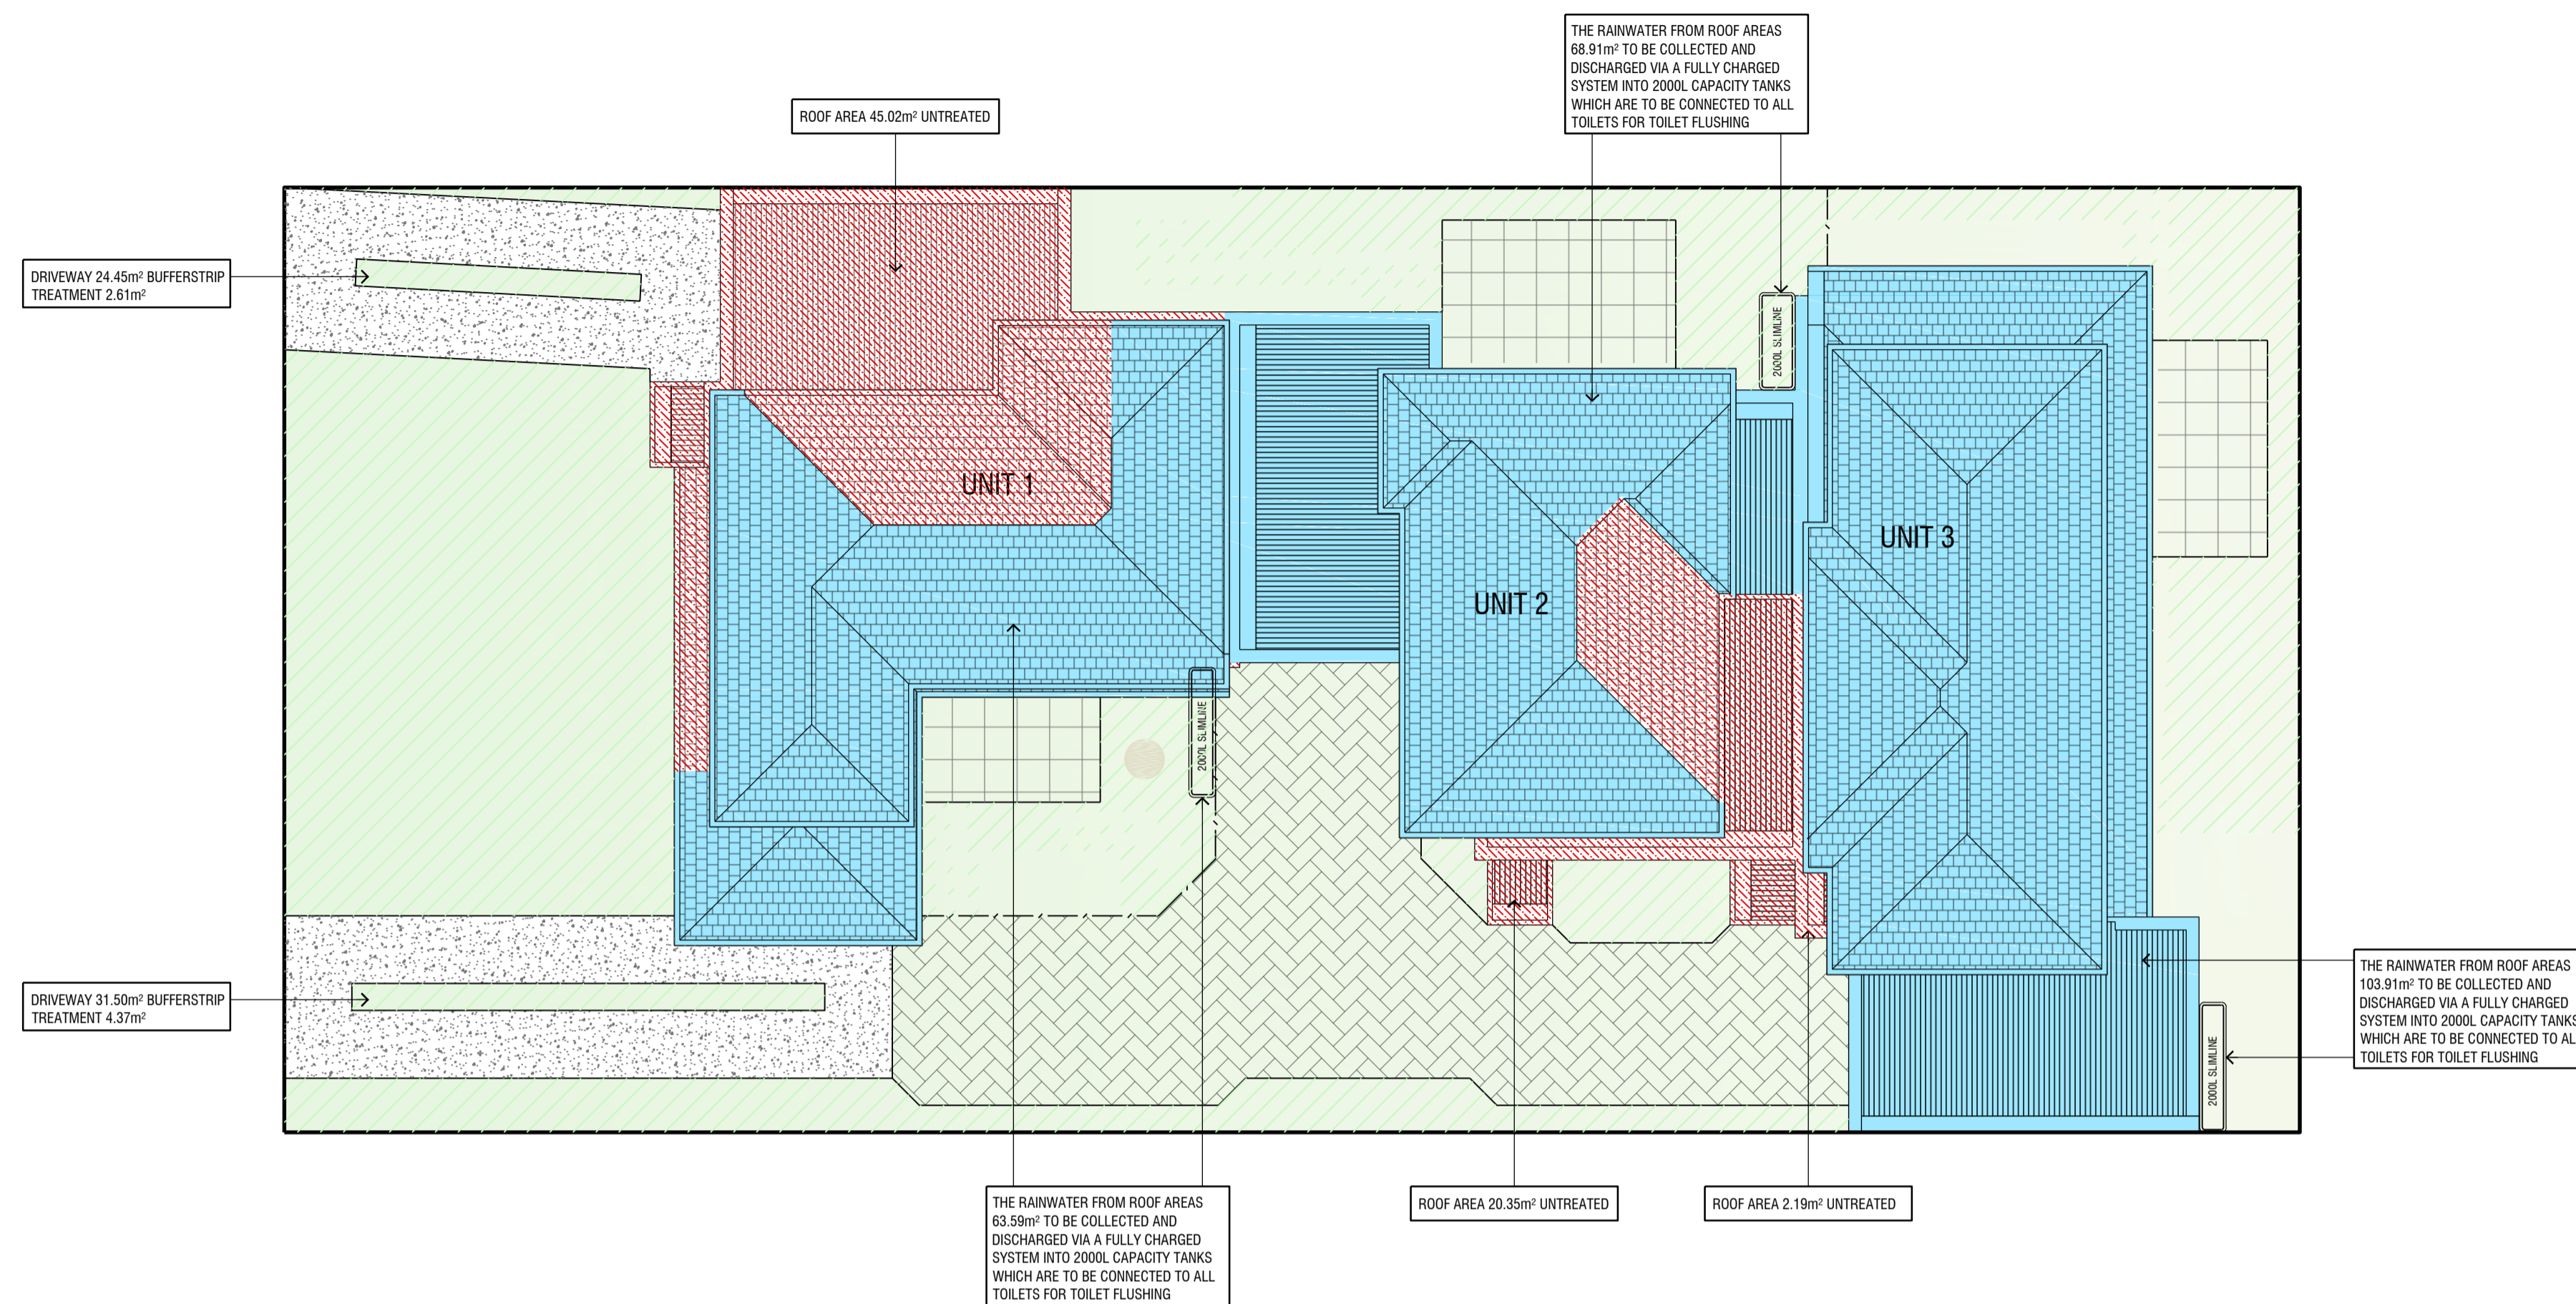 THE RAINWATER FROM ROOF AREAS
68.91m² TO BE COLLECTED AND
DISCHARGED VIA A FULLY CHARGED
SYSTEM INTO 2000L CAPACITY TANKS
WHICH ARE TO BE CONNECTED TO ALL
TOILETS FOR TOILET FLUSHING
ROOF AREA 45.02m² UNTREATED
DRIVEWAY 24.45m² BUFFERSTRIP
TREATMENT 2.61m²
2000L SLIMLINE
UNIT 1
UNIT 2
UNIT 3
2000L SLIMLINE
DRIVEWAY 31.50m² BUFFERSTRIP
TREATMENT 4.37m²
THE RAINWATER FROM ROOF AREAS
103.91m² TO BE COLLECTED AND
DISCHARGED VIA A FULLY CHARGED
SYSTEM INTO 2000L CAPACITY TANKS
WHICH ARE TO BE CONNECTED TO AL
TOILETS FOR TOILET FLUSHING
2000L SLIMLINE
THE RAINWATER FROM ROOF AREAS
63.59m² TO BE COLLECTED AND
DISCHARGED VIA A FULLY CHARGED
SYSTEM INTO 2000L CAPACITY TANKS
WHICH ARE TO BE CONNECTED TO ALL
TOILETS FOR TOILET FLUSHING
ROOF AREA 20.35m² UNTREATED
ROOF AREA 2.19m² UNTREATED